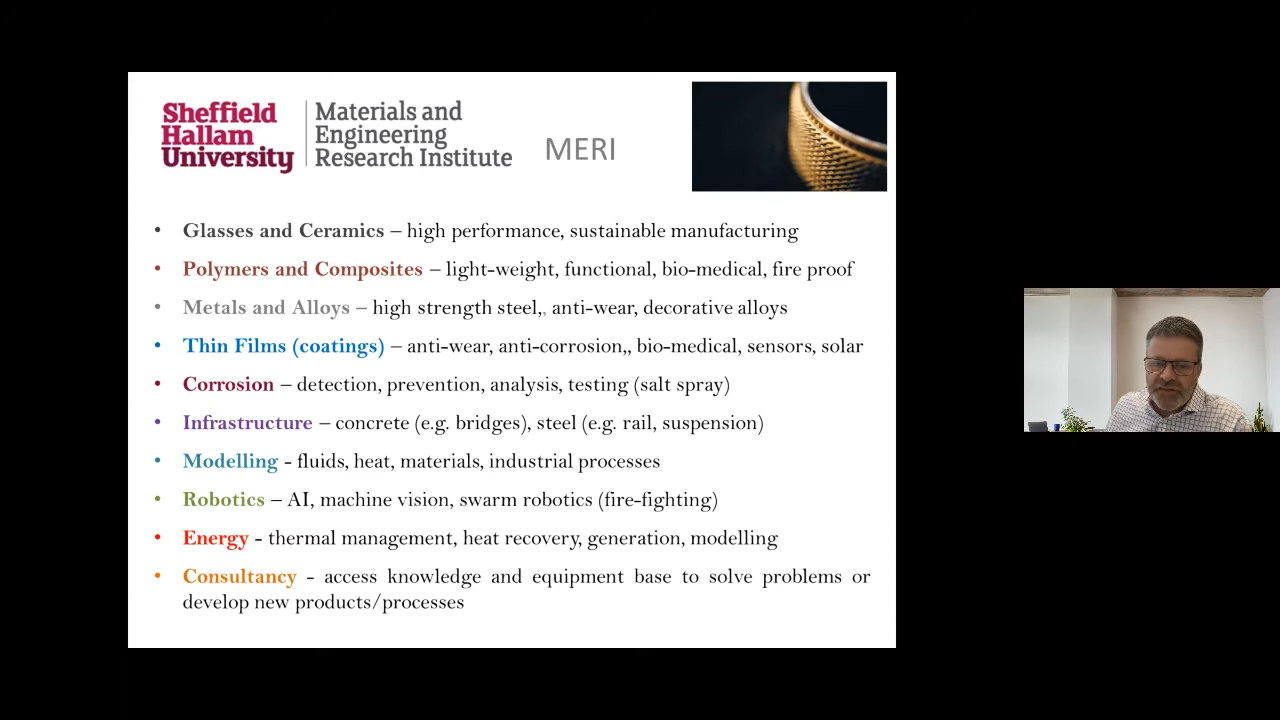 Sheffield
Hallam
University
Materials and
Engineering
Research Institute
MERI
• Glasses and Ceramics – high performance, sustainable manufacturing
• Polymers and Composites – light-weight, functional, bio-medical, fire proof
• Metals and Alloys – high strength steel,, anti-wear, decorative alloys
• Thin Films (coatings) – anti-wear, anti-corrosion,, bio-medical, sensors, solar
• Corrosion – detection, prevention, analysis, testing (salt spray)
• Infrastructure – concrete (e.g. bridges), steel (e.g. rail, suspension)
• Modelling - fluids, heat, materials, industrial processes
• Robotics – AI, machine vision, swarm robotics (fire-fighting)
• Energy - thermal management, heat recovery, generation, modelling
• Consultancy - access knowledge and equipment base to solve problems or
develop new products/processes